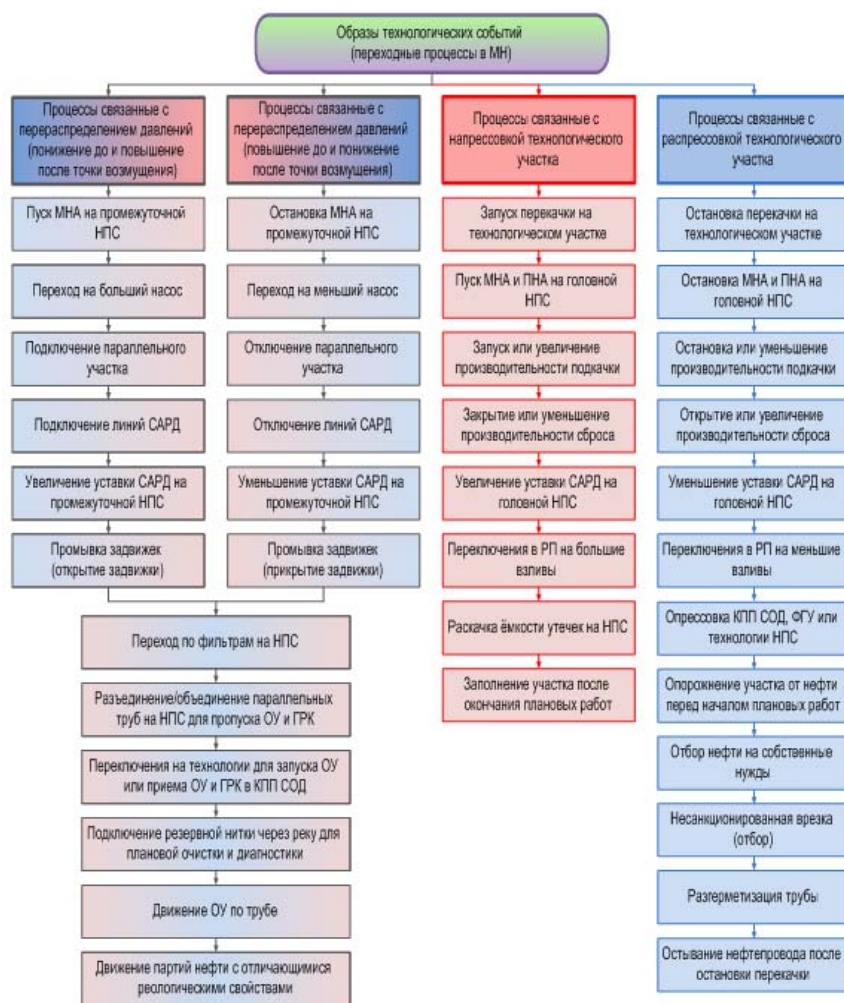 Образы технологических событий
(переходные процессы в МН)
Процессы связанные с
перераспределением давлений
(понижение до и повышение
после точки возмущения)
Пуск МНА на промежуточной
НПС
Переход на больший насос
Подключение параллельного
участка
Подключение линий САРД
Увеличение уставки САРД на
промежуточной НПС
Промывка задвижек
(открытие задвижки)
Процессы связанные с
перераспределением давлений
(повышение до и понижение
после точки возмущения)
Остановка МНА на
промежуточной НПС
Переход на меньший насос
Отключение параллельного
участка
Отключение линий САРД
Уменьшение уставки САРД на
промежуточной НПС
Промывка задвижек
(прикрытие задвижки)
Переход по фильтрам на НПС
Разъединение/объединение параллельных
труб на НПС для пропуска ОУ и ГРК
Переключения на технологии для запуска ОУ
или приема ОУ и ГРК в КПП СОД
Подключение резервной нитки через реку для
плановой очистки и диагностики
Движение ОУ по трубе
Движение партий нефти с отличающимися
реологическими свойствами
Процессы связанные с
напрессовкой технологического
участка
Запуск перекачки на
технологическом участке
Пуск МНА и ПНА на головной
НПС
Запуск или увеличение
производительности подкачки
Закрытие или уменьшение
производительности сброса
Увеличение уставки САРД на
головной НПС
Переключения в РП на большие
взливы
Раскачка ёмкости утечек на НПС
Заполнение участка после
окончания плановых работ
Процессы связанные с
распрессовкой технологического
участка
Остановка перекачки на
технологическом участке
Остановка МНА и ПНА на
головной НПС
Остановка или уменьшение
производительности подкачки
Открытие или увеличение
производительности сброса
Уменьшение уставки САРД на
головной НПС
Переключения в РП на меньшие
взливы
Опрессовка КПП СОД, ФГУ или
технологии НПС
Опорожнение участка от нефти
перед началом плановых работ
Отбор нефти на собственные
нужды
Несанкционированная врезка
(отбор)
Разгерметизация трубы
Остывание нефтепровода после
остановки перекачки